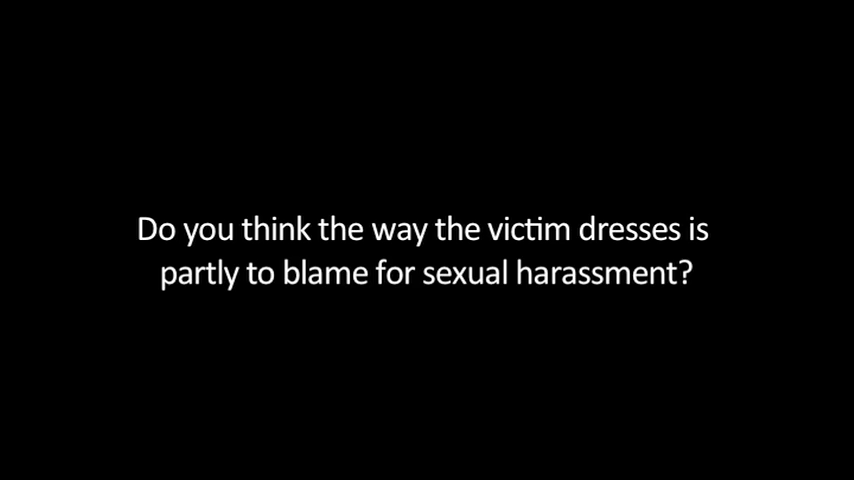 Do you think the way the victim dresses is
partly to blame for sexual harassment?